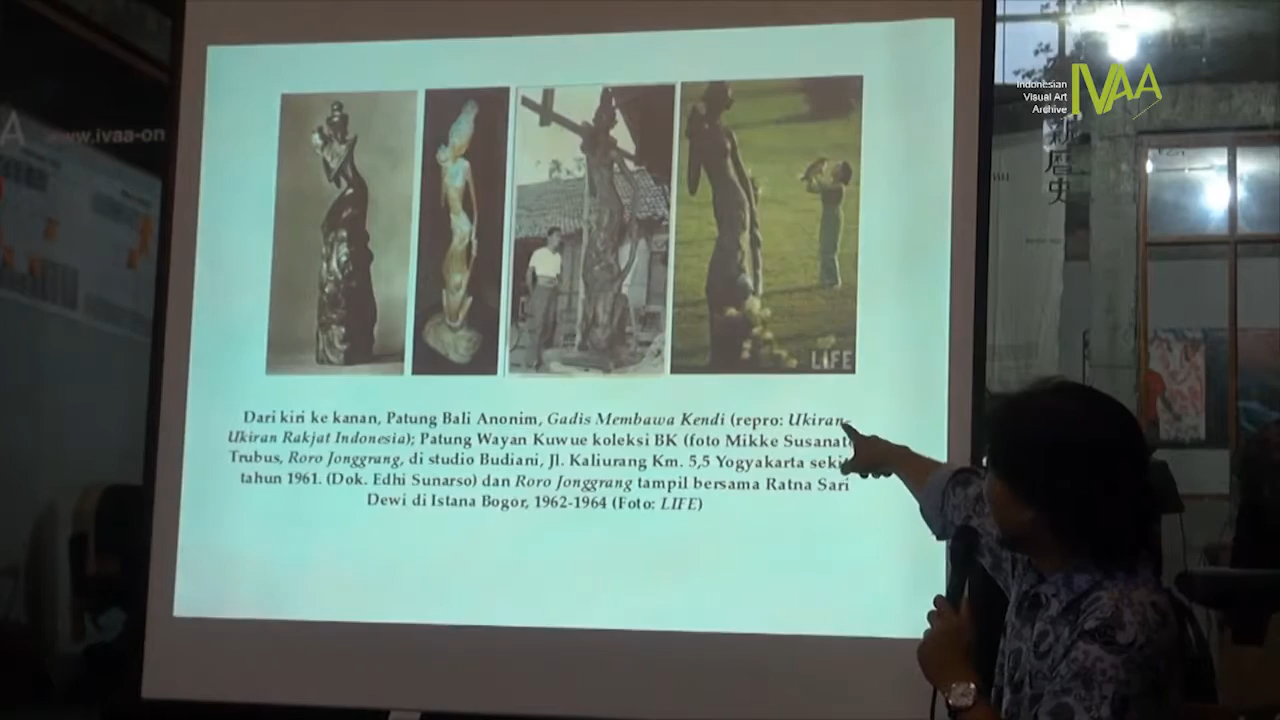 Indonesian
Visual Art
Archive
IVAA
A www.ivaa-on
LIFE
Dari kiri ke kanan, Patung Bali Anonim, Gadis Membawa Kendi (repro: Ukiran
Ukiran Rakjat Indonesia); Patung Wayan Kuwue koleksi BK (foto Mikke Susanat
Trubus, Roro Jonggrang, di studio Budiani, Jl. Kaliurang Km. 5,5 Yogyakarta seki
tahun 1961. (Dok. Edhi Sunarso) dan Roro Jonggrang tampil bersama Ratna Sari
Dewi di Istana Bogor, 1962-1964 (Foto: LIFE)
歴史